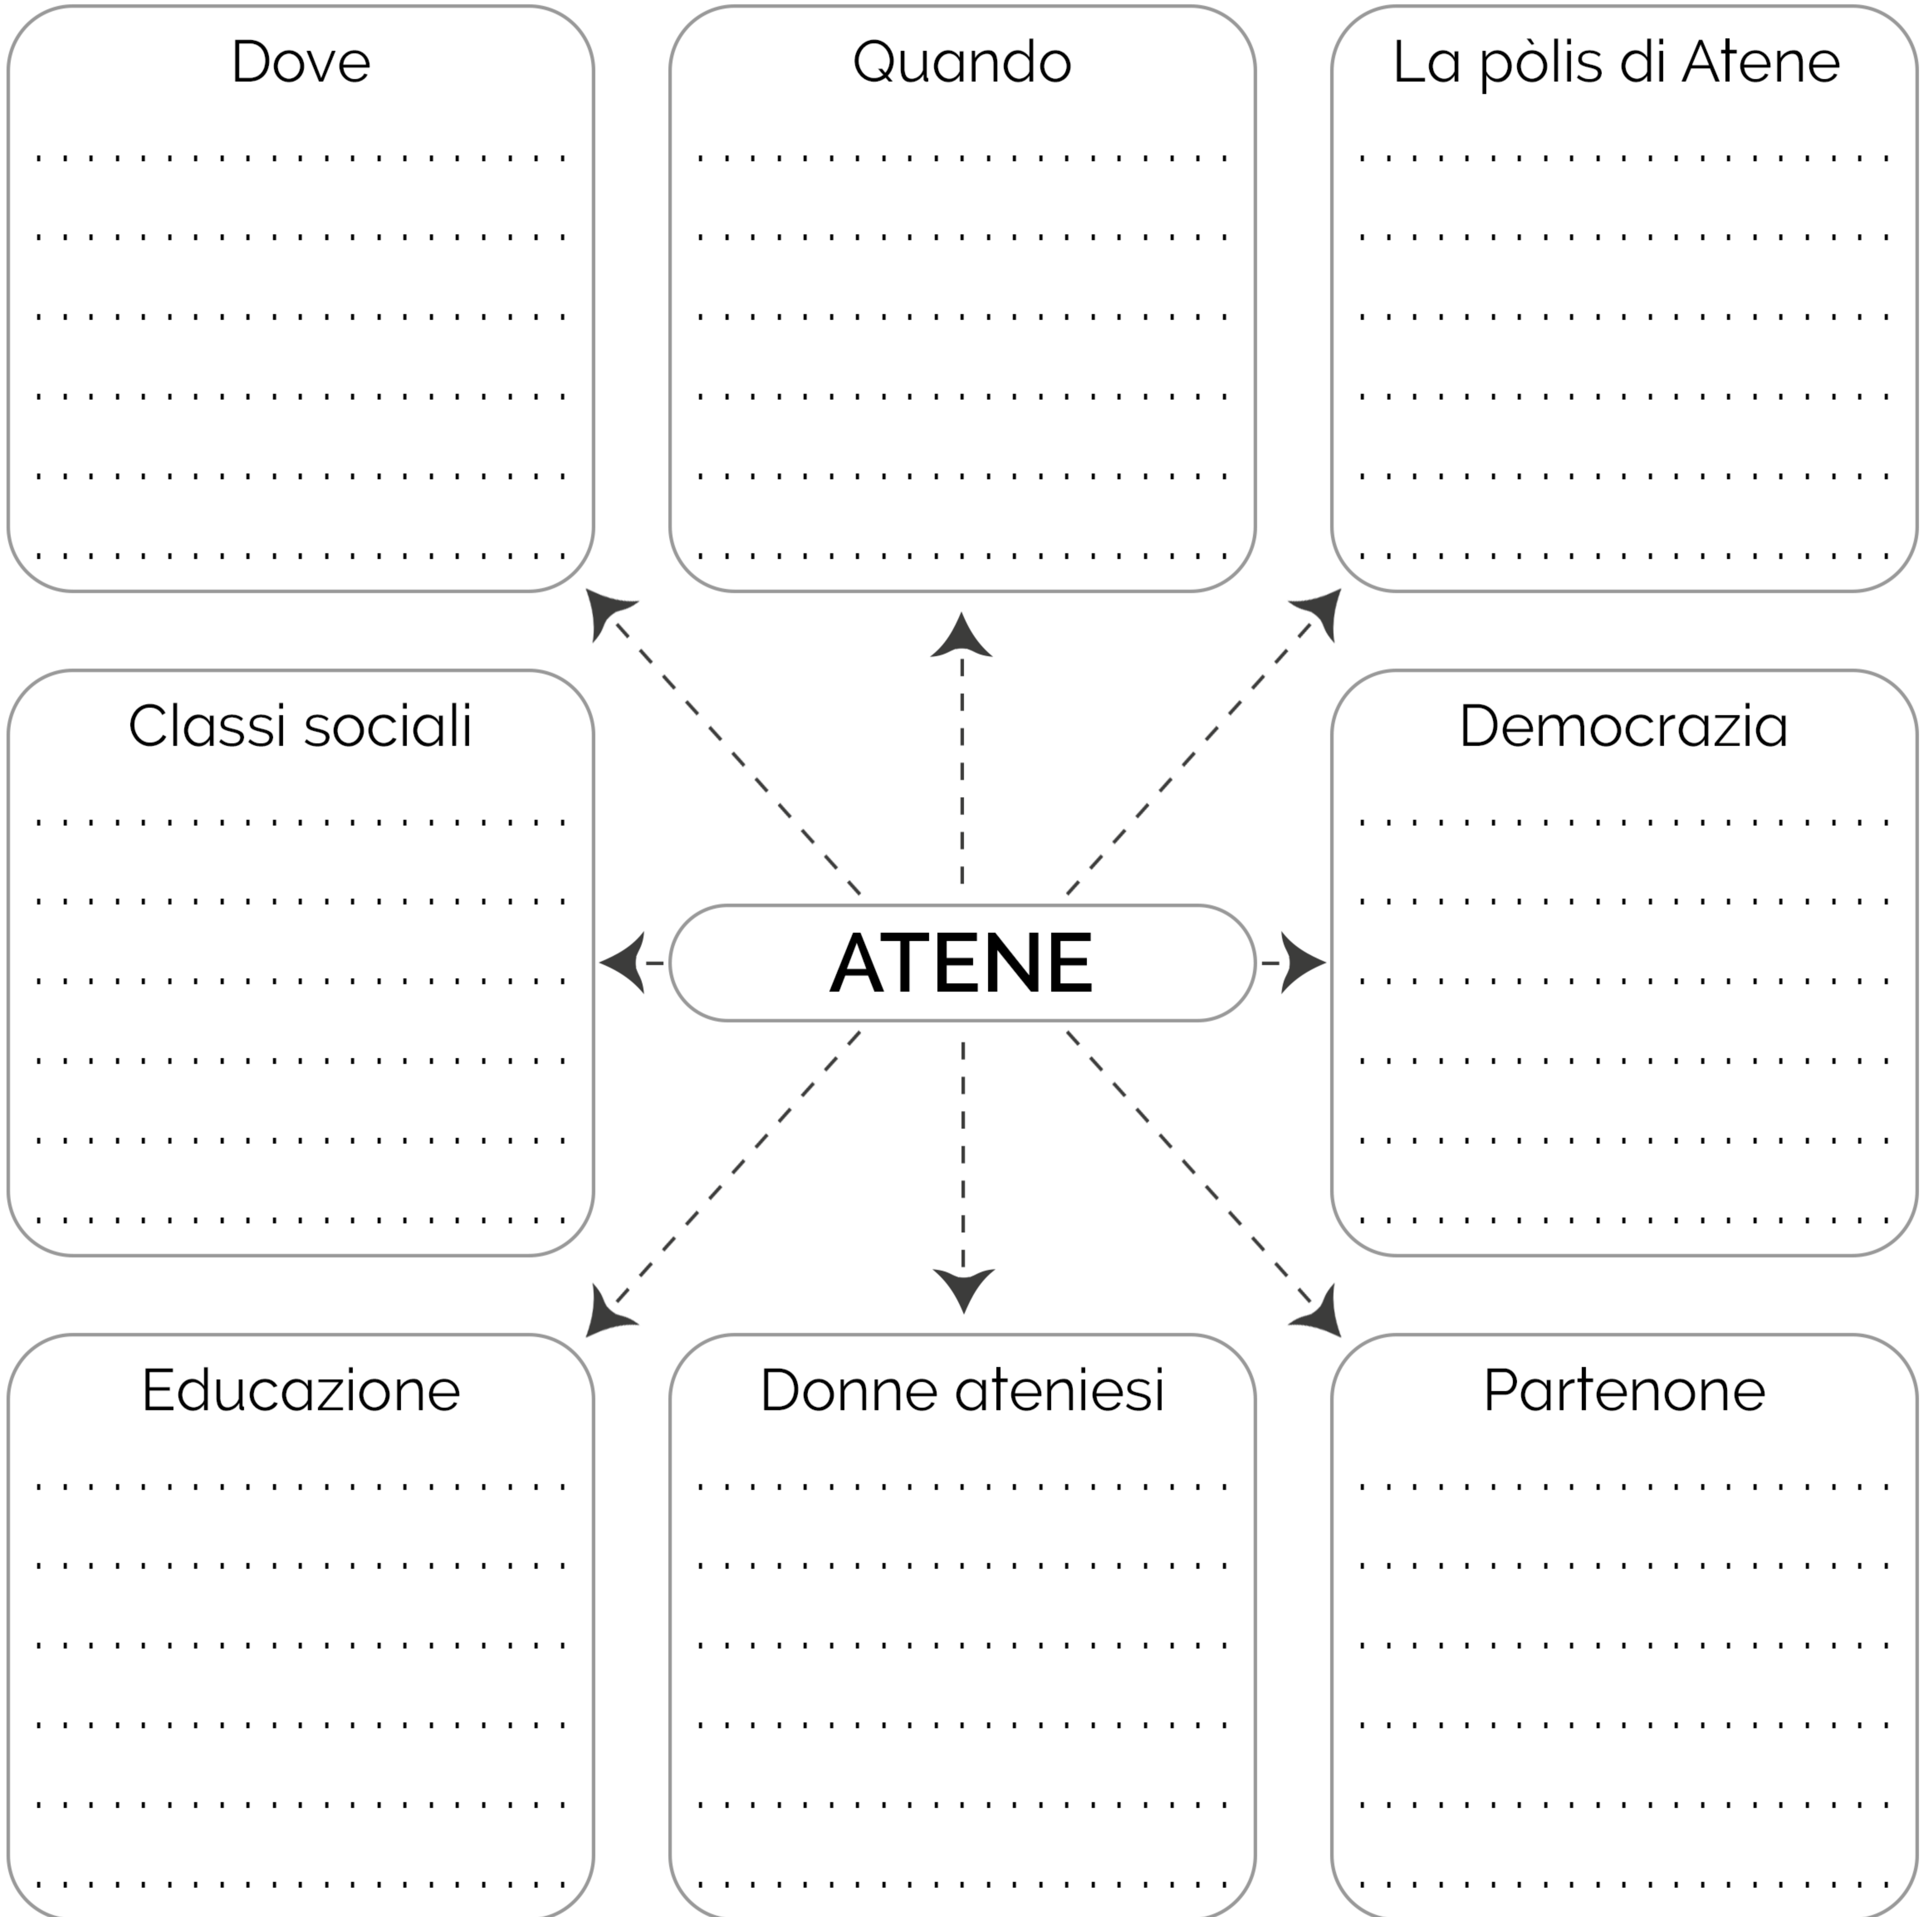 Dove
Quando
La pòlis di Atene
Classi sociali
Democrazia
ATENE
Educazione
Donne ateniesi
Partenone